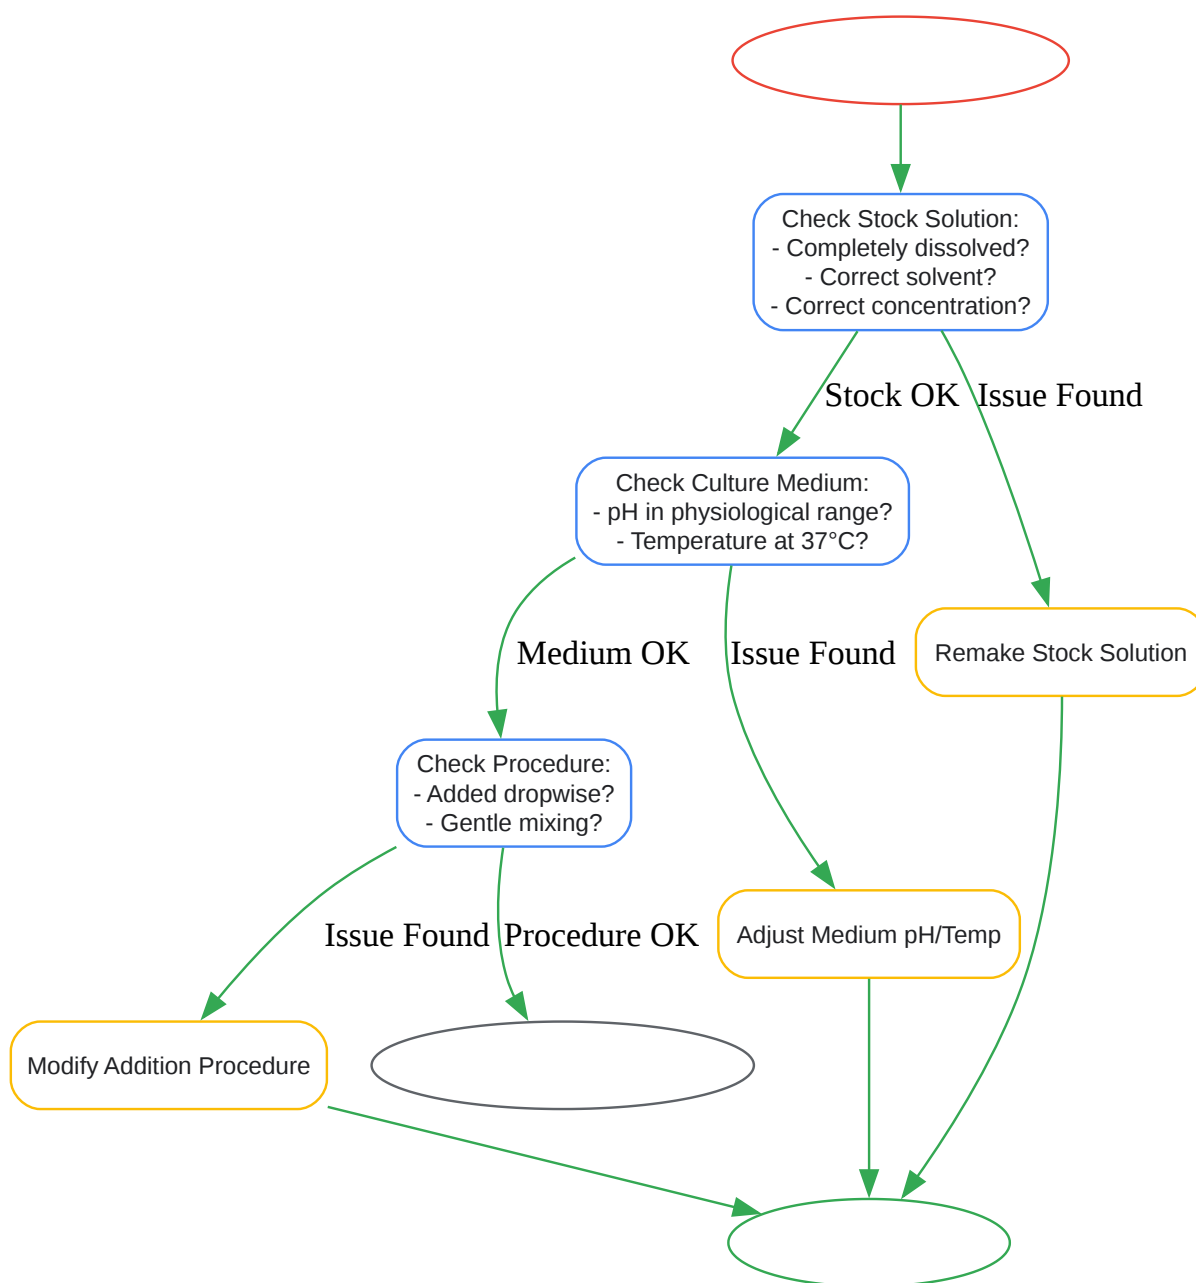 Check Stock Solution:
- Completely dissolved?
- Correct solvent?
- Correct concentration?
Stock OK
Issue Found
Check Culture Medium:
- pH in physiological range?
- Temperature at 37°C?
Medium OK
Issue Found
Remake Stock Solution
Check Procedure:
- Added dropwise?
- Gentle mixing?
Issue Found
Procedure OK
Adjust Medium pH/Temp
Modify Addition Procedure